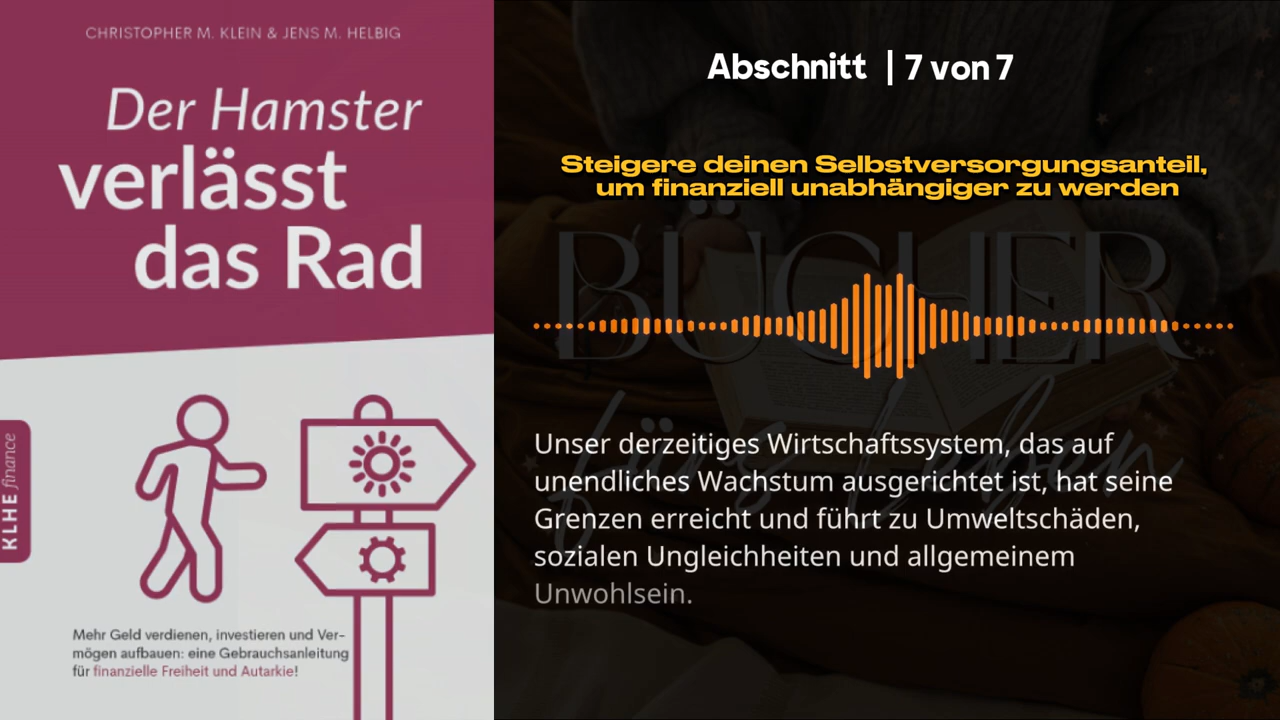 CHRISTOPHER M. KLEIN & JENS M. HELBIG
Der Hamster
verlässt
das Rad
KLHE finance
Mehr Geld verdienen, investieren und Ver-
mögen aufbauen: eine Gebrauchsanleitung
für finanzielle Freiheit und Autarkie!
Abschnitt | 7 von 7
Steigere deinen Selbstversorgungsanteil,
um finanziell unabhängiger zu werden
BÜCHER
fürs Leben
Unser derzeitiges Wirtschaftssystem, das auf
unendliches Wachstum ausgerichtet ist, hat seine
Grenzen erreicht und führt zu Umweltschäden,
sozialen Ungleichheiten und allgemeinem
Unwohlsein.